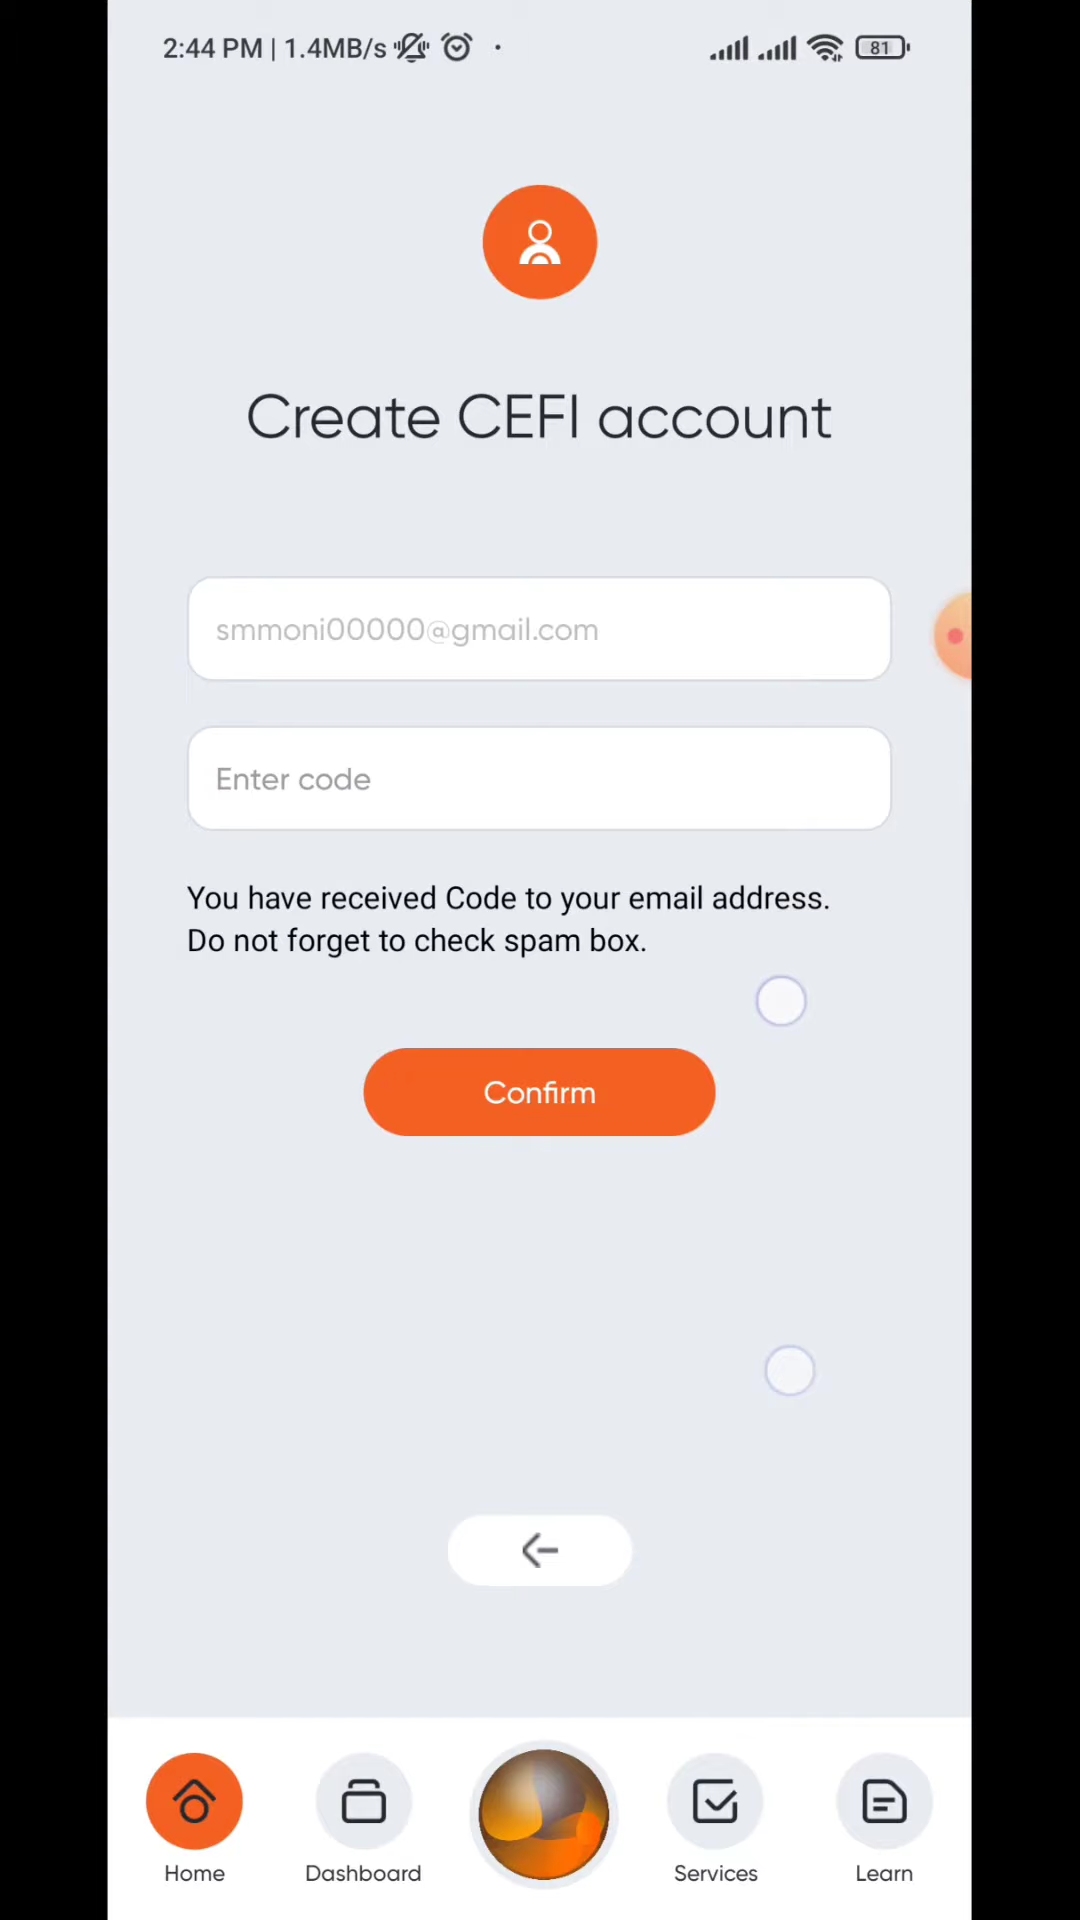 2:44 PM | 1.4MB/s
81
Create CEFI account
smmoni00000@gmail.com
Enter code
You have received Code to your email address.
Do not forget to check spam box.
Confirm
Home
Dashboard
Services
Learn